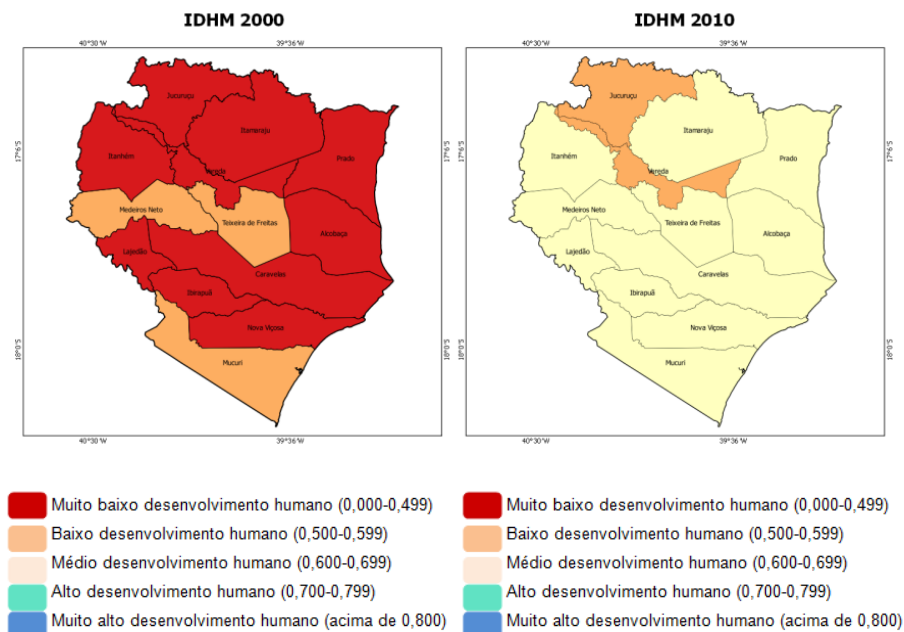 IDHM 2000
40°30 W
39°36 W
17°6'S
Jucuruçu
Itamaraju
Itanhém
Prado
Vereda
Medeiros Neto
Teixeira de Freitas
Alcobaça
Lajedão
Caravelas
Ibirapuã
Nova Viçosa
Mucuri
18°0'S
40°30 W
39°36 W
IDHM 2010
40°30 W
39°36 W
17°6'S
17°6'S
Jucuruçu
Itamaraju
Itanhém
Prado
Vereda
Medeiros Neto
Teixeira de Freitas
Alcobaça
Lajedão
Caravelas
Ibirapuã
Nova Viçosa
Mucuri
18°0'S
18°0'S
40°30 W
39°36 W
Muito baixo desenvolvimento humano (0,000-0,499)
Baixo desenvolvimento humano (0,500-0,599)
Médio desenvolvimento humano (0,600-0,699)
Alto desenvolvimento humano (0,700-0,799)
Muito alto desenvolvimento humano (acima de 0,800)
Muito baixo desenvolvimento humano (0,000-0,499)
Baixo desenvolvimento humano (0,500-0,599)
Médio desenvolvimento humano (0,600-0,699)
Alto desenvolvimento humano (0,700-0,799)
Muito alto desenvolvimento humano (acima de 0,800)